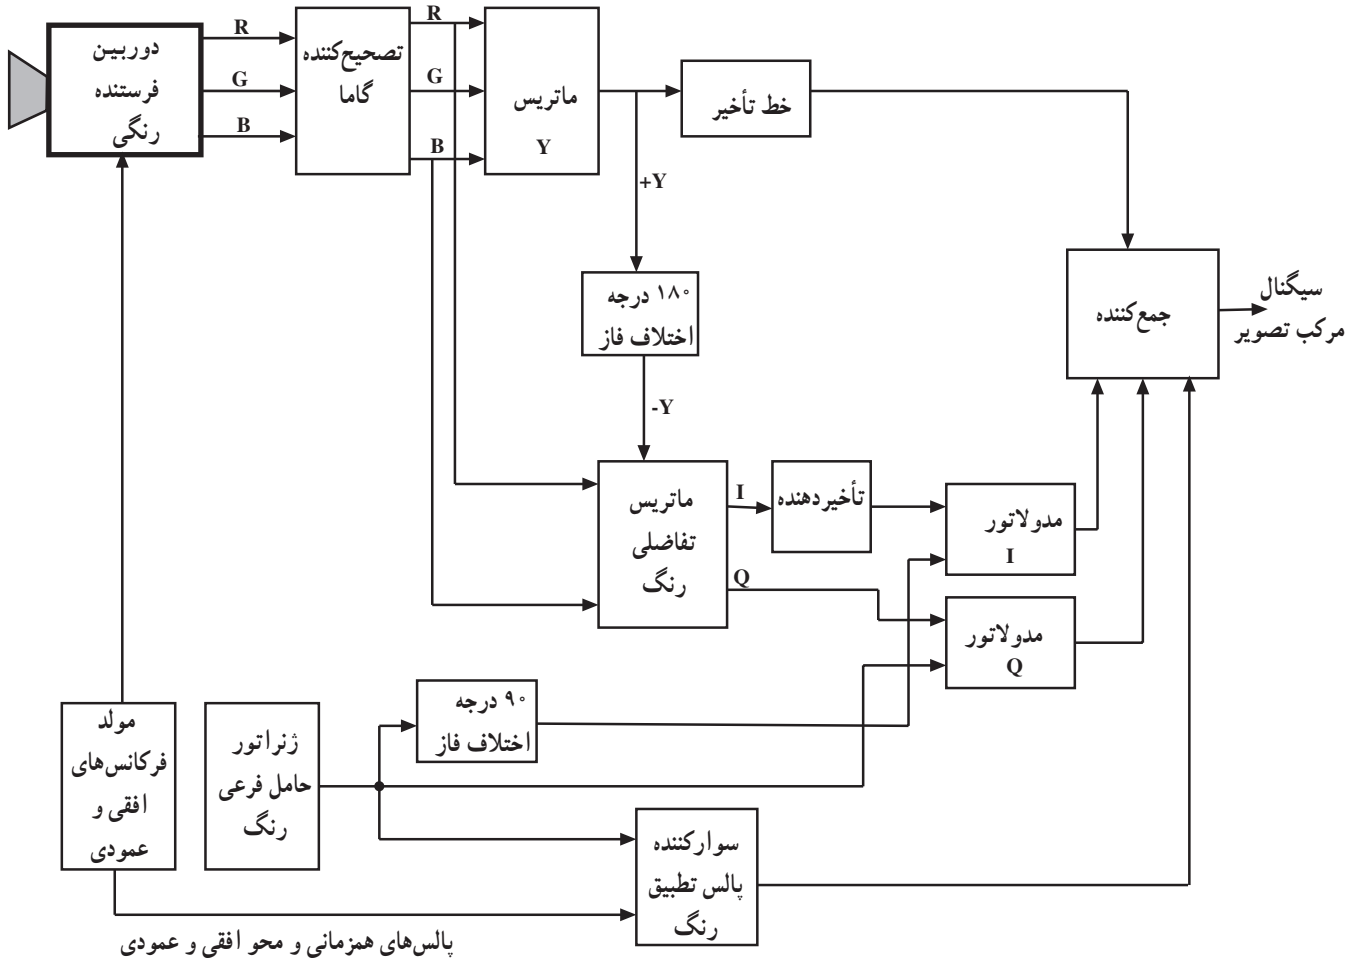 دوربین
فرستنده
رنگی
R
G
B
تصحیح‌کننده
گاما
R
G
B
ماتریس
Y
خط تأخیر
+Y
۱۸۰ درجه
اختلاف فاز
-Y
جمع‌کننده
سیگنال
مرکب تصویر
ماتریس
تفاضلی
رنگ
I
Q
تأخیردهنده
مدولاتور
I
مدولاتور
Q
۹۰ درجه
اختلاف فاز
مولد
فرکانس‌های
افقی و
عمودی
ژنراتور
حامل فرعی
رنگ
سوارکننده
پالس تطبیق
رنگ
پالس‌های همزمانی و محو افقی و عمودی